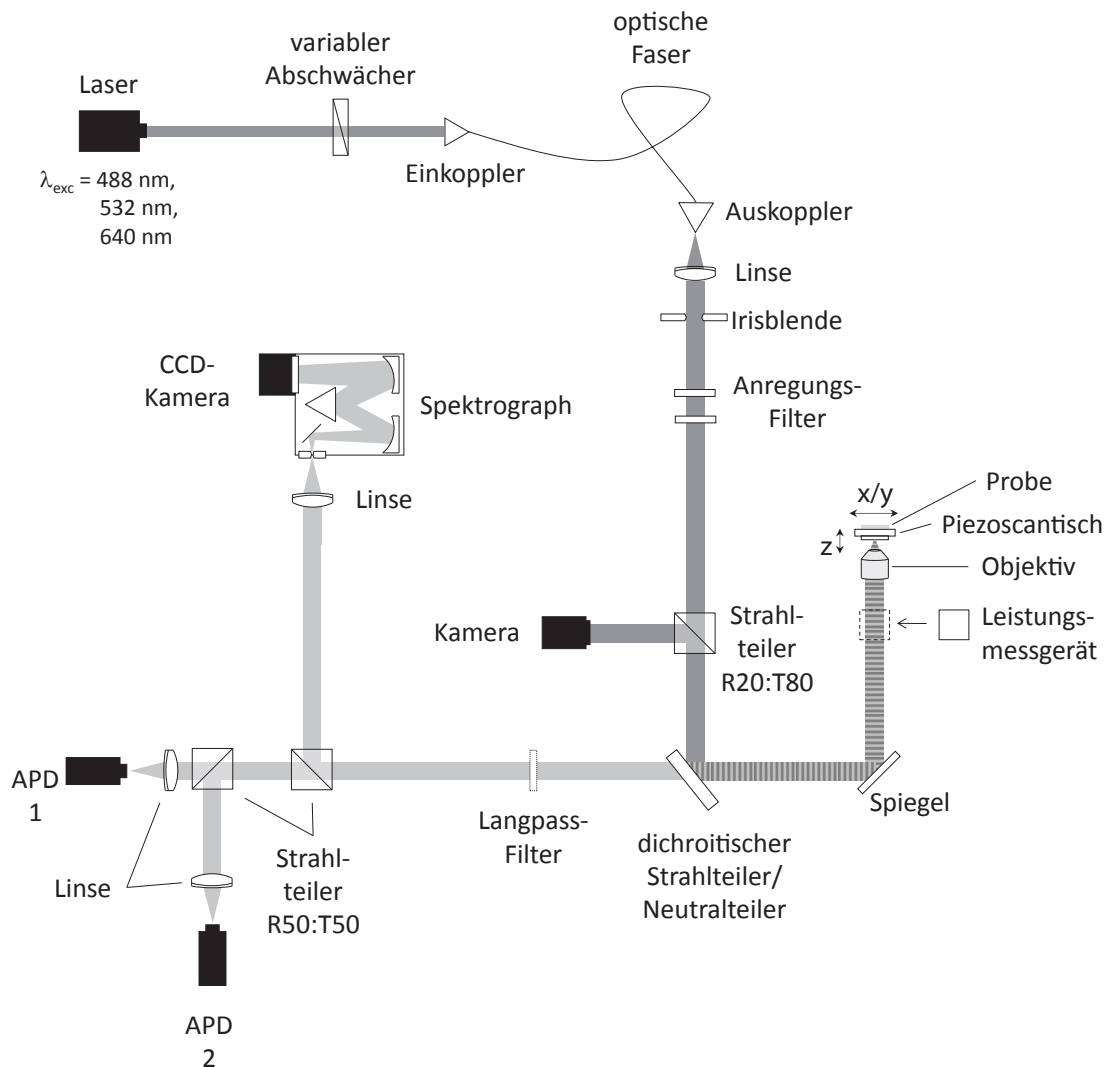 optische
Faser
variabler
Abschwächer
Laser
λexc = 488 nm,
532 nm,
640 nm
Einkoppler
Auskoppler
Linse
Irisblende
CCD-
Kamera
Spektrograph
Anregungs-
Filter
Linse
x/y
z
Probe
Piezoscantisch
Objektiv
Kamera
Strahl-
teiler
R20:T80
Leistungs-
messgerät
APD
1
Langpass-
Filter
Spiegel
dichroitischer
Strahlteiler/
Neutralteiler
Linse
Strahl-
teiler
R50:T50
APD
2